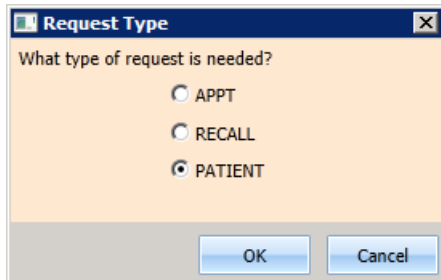 Request Type
What type of request is needed?
APPT
RECALL
PATIENT
OK Cancel